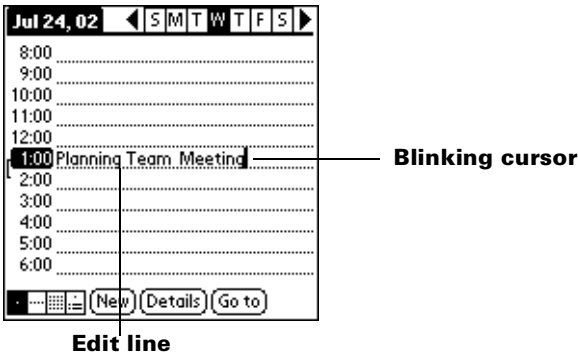 Jul 24, 02 S M T W T F S
8:00
9:00
10:00
11:00
12:00
1:00 Planning Team Meeting
Blinking cursor
2:00
3:00
4:00
5:00
6:00
New Details Go to
Edit line